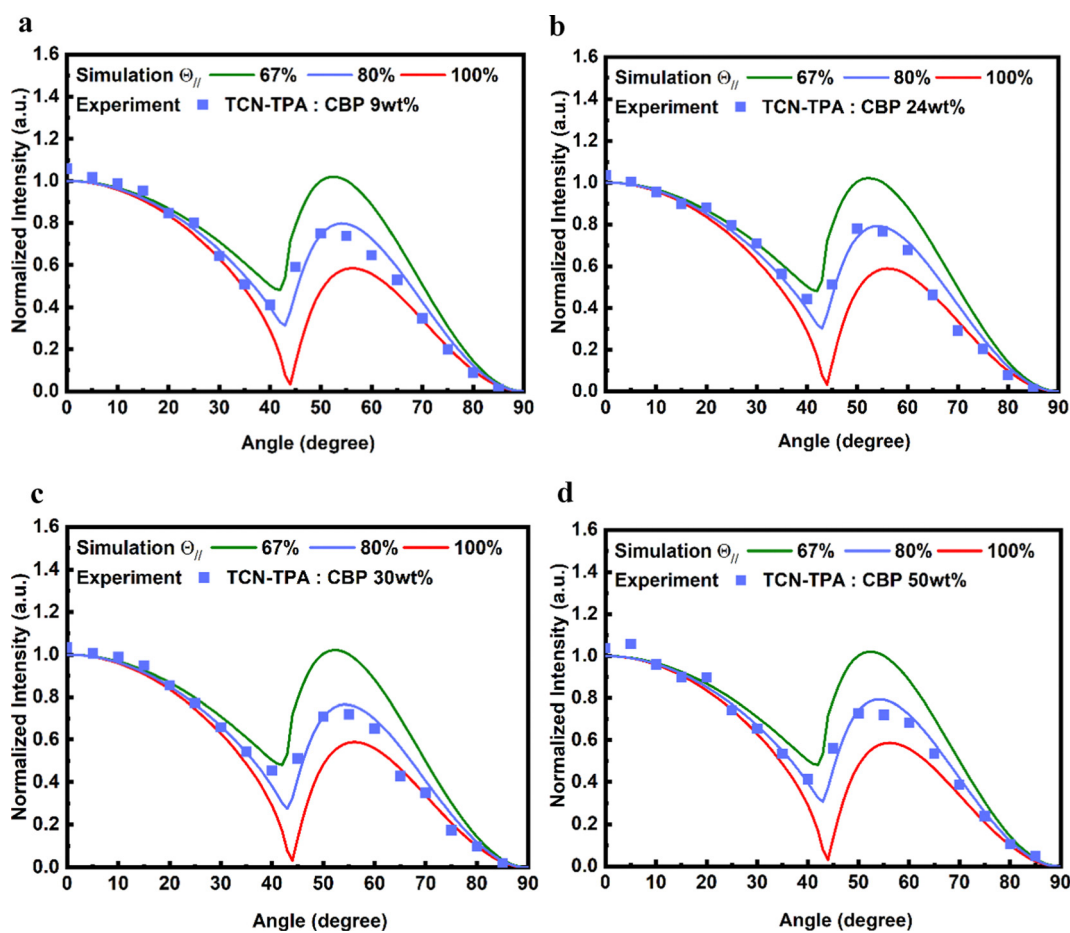 a
Simulation Θ// 67% 80% 100%
Experiment TCN-TPA : CBP 9wt%
Normalized Intensity (a.u.)
1.6
1.4
1.2
1.0
0.8
0.6
0.4
0.2
0.0
0 10 20 30 40 50 60 70 80 90
Angle (degree)
b
Simulation Θ// 67% 80% 100%
Experiment TCN-TPA : CBP 24wt%
Normalized Intensity (a.u.)
1.6
1.4
1.2
1.0
0.8
0.6
0.4
0.2
0.0
0 10 20 30 40 50 60 70 80 90
Angle (degree)
c
Simulation Θ// 67% 80% 100%
Experiment TCN-TPA : CBP 30wt%
Normalized Intensity (a.u.)
1.6
1.4
1.2
1.0
0.8
0.6
0.4
0.2
0.0
0 10 20 30 40 50 60 70 80 90
Angle (degree)
d
Simulation Θ// 67% 80% 100%
Experiment TCN-TPA : CBP 50wt%
Normalized Intensity (a.u.)
1.6
1.4
1.2
1.0
0.8
0.6
0.4
0.2
0.0
0 10 20 30 40 50 60 70 80 90
Angle (degree)